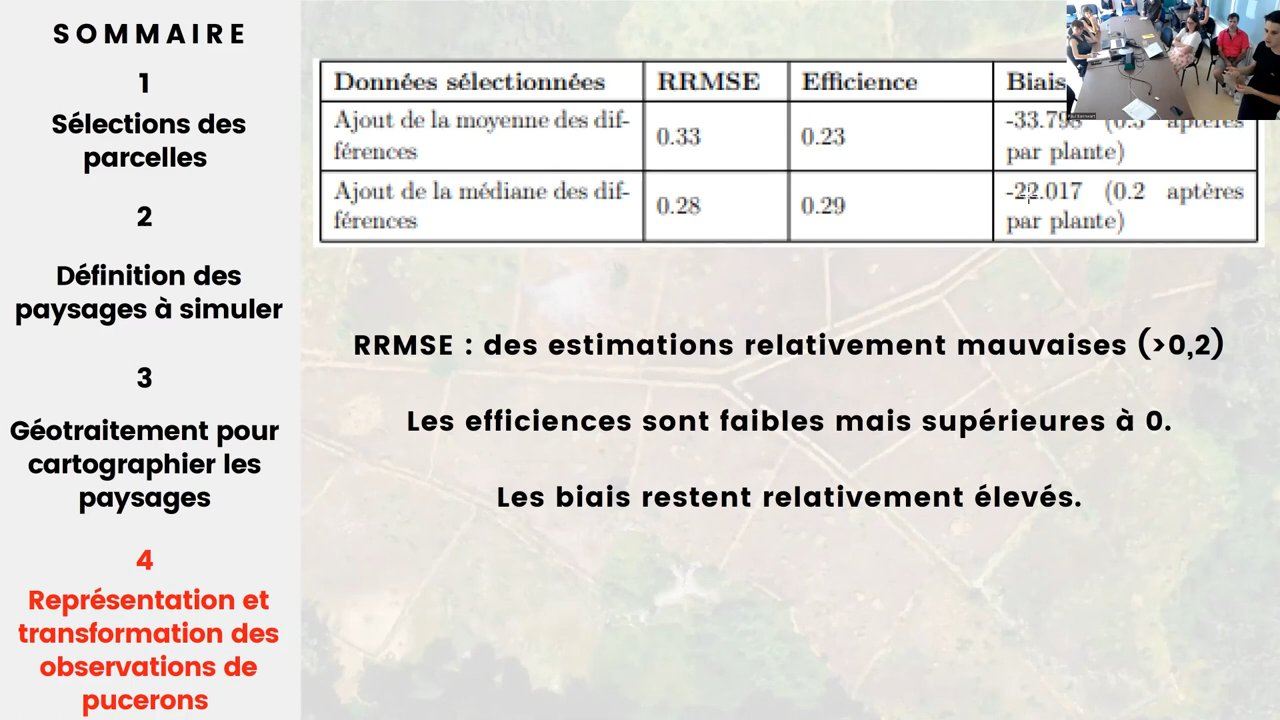 SOMMAIRE
1
Sélections des
parcelles
2
Définition des
paysages à simuler
3
Géotraitement pour
cartographier les
paysages
4
Représentation et
transformation des
observations de
pucerons
Données sélectionnées RRMSE Efficience Biais
Ajout de la moyenne des dif-
férences 0.33 0.23 aptères
par plante)
Ajout de la médiane des dif-
férences 0.28 0.29 -22.017 (0.2 aptères
par plante)
RRMSE : des estimations relativement mauvaises (>0,2)
Les efficiences sont faibles mais supérieures à 0.
Les biais restent relativement élevés.